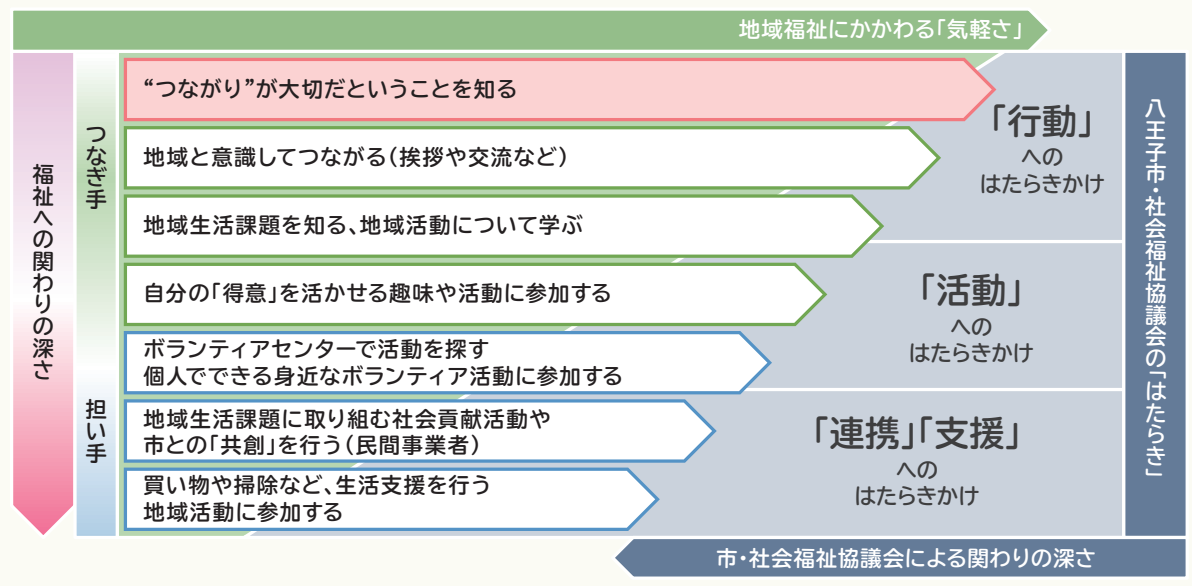 地域福祉にかかわる「気軽さ」
福祉への関わりの深さ
つなぎ手
担い手
“つながり”が大切だということを知る
地域と意識してつながる（挨拶や交流など）
地域生活課題を知る、地域活動について学ぶ
自分の「得意」を活かせる趣味や活動に参加する
ボランティアセンターで活動を探す
個人でできる身近なボランティア活動に参加する
地域生活課題に取り組む社会貢献活動や
市との「共創」を行う（民間事業者）
買い物や掃除など、生活支援を行う
地域活動に参加する
「行動」
への
はたらきかけ
「活動」
への
はたらきかけ
「連携」「支援」
への
はたらきかけ
八王子市・社会福祉協議会の「はたらき」
市・社会福祉協議会による関わりの深さ